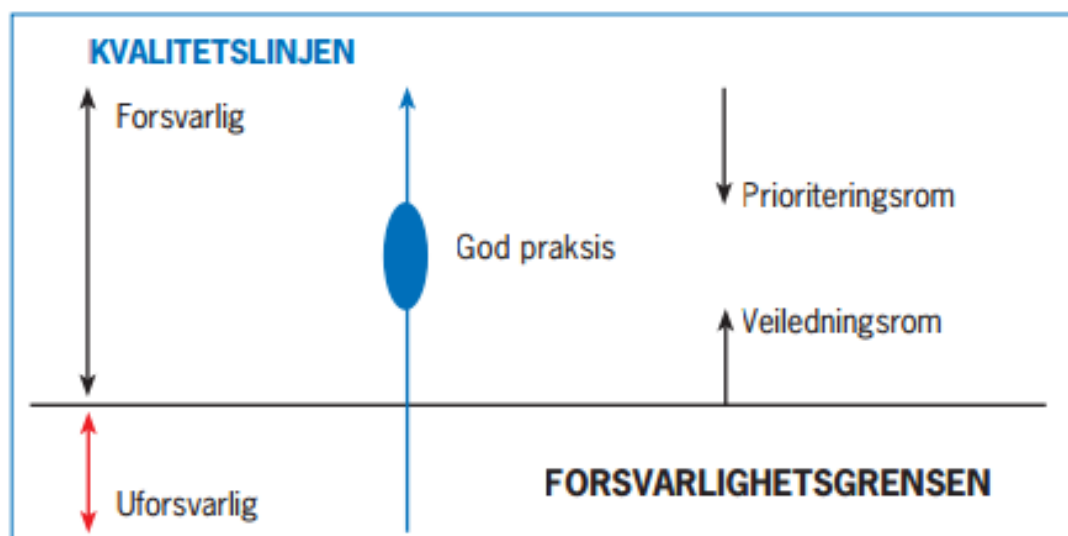 KVALITETSLINJEN
Forsvarlig
Prioriteringsrom
God praksis
Veiledningsrom
FORSVARLIGHETSGRENSEN
Uforsvarlig